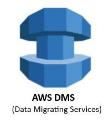 AWS DMS
(Data Migrating Services)